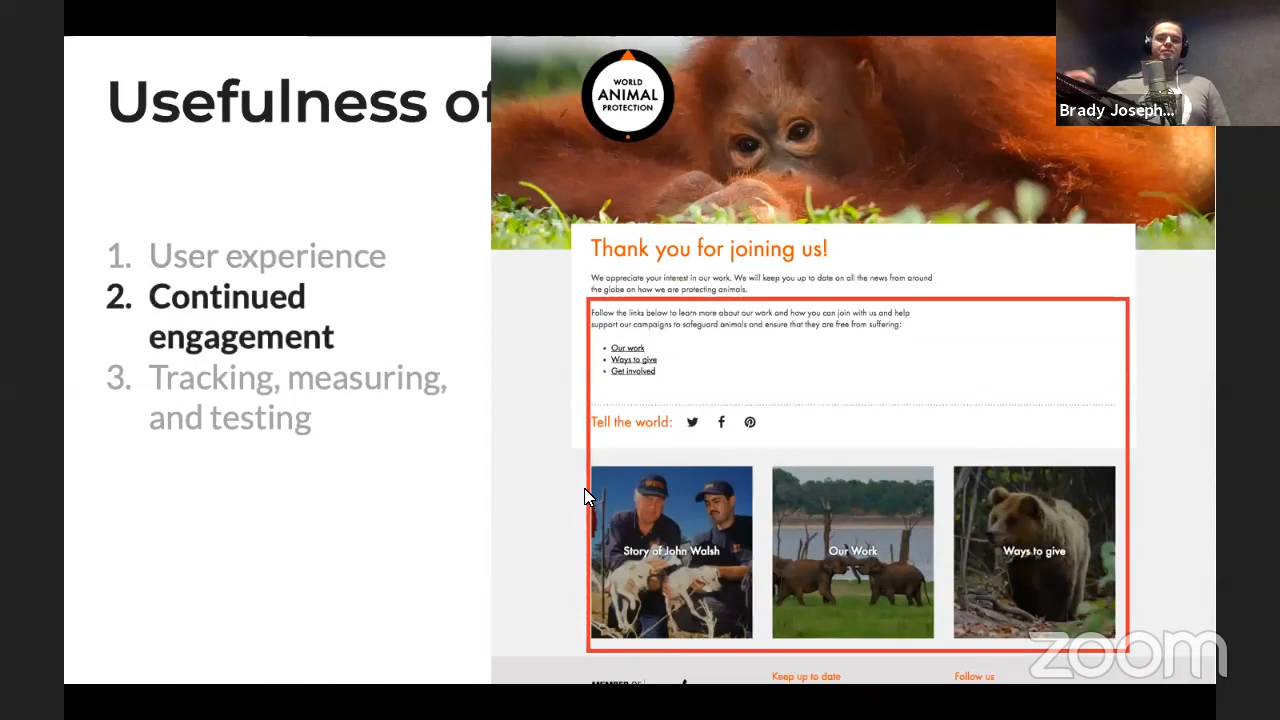 Usefulness of
1. User experience
2. Continued
engagement
3. Tracking, measuring,
and testing
WORLD
ANIMAL
PROTECTION
Brady Joseph...
Thank you for joining us!
We appreciate your interest in our work. We will keep you up to date on all the news from around
the globe on how we are protecting animals.
Follow the links below to learn more about our work and how you can join with us and help
support our campaigns to safeguard animals and ensure that they are free from suffering:
• Our work
• Ways to give
• Get involved
Tell the world:
Story of John Walsh
Our Work
Ways to give
Keep up to date
Follow us
zoom